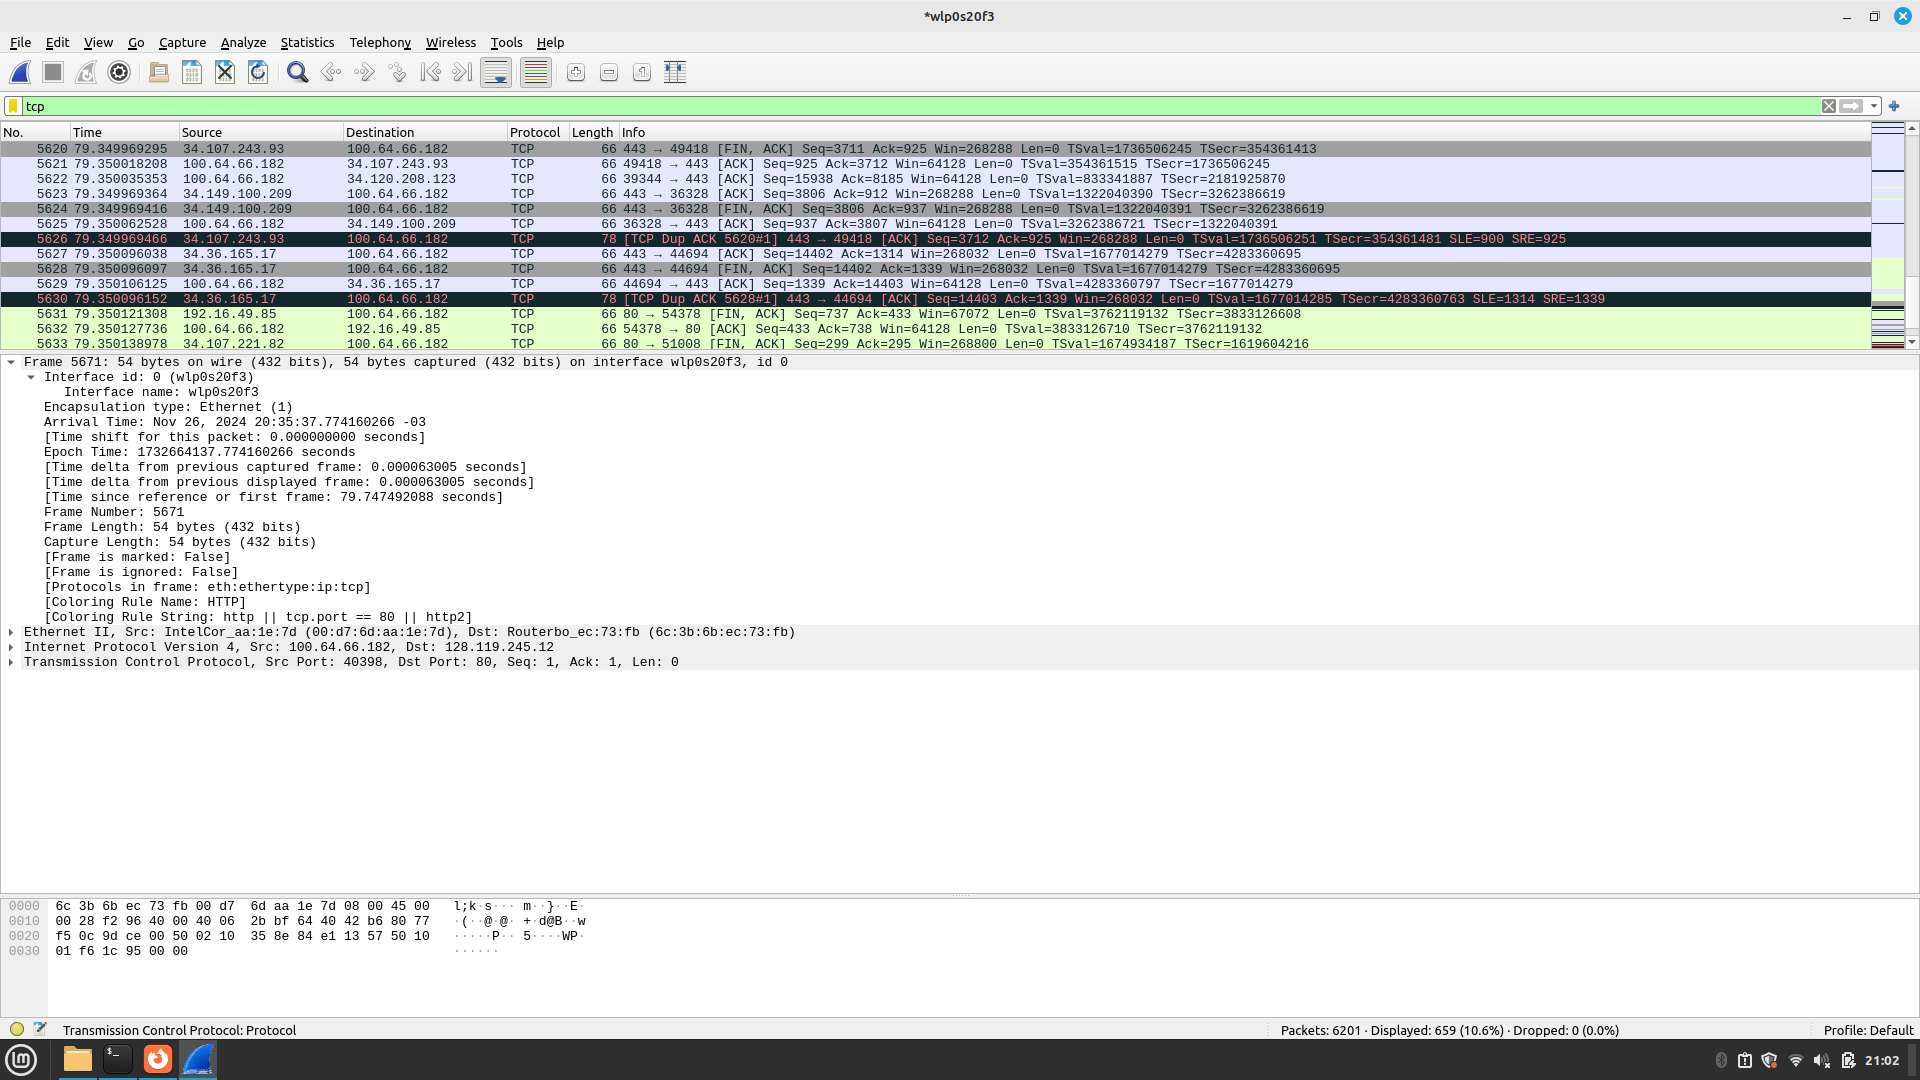 *wlp0s20f3
File Edit View Go Capture Analyze Statistics Telephony Wireless Tools Help
tcp
No. Time Source Destination Protocol Length Info
5620 79.349969295 34.107.243.93 100.64.66.182 TCP 66 443 → 49418 [FIN, ACK] Seq=3711 Ack=925 Win=268288 Len=0 TSval=1736506245 TSecr=354361413
5621 79.350018208 100.64.66.182 34.107.243.93 TCP 66 49418 → 443 [ACK] Seq=925 Ack=3712 Win=64128 Len=0 TSval=354361515 TSecr=1736506245
5622 79.350035353 100.64.66.182 34.120.208.123 TCP 66 39344 → 443 [ACK] Seq=15938 Ack=8185 Win=64128 Len=0 TSval=833341887 TSecr=2181925870
5623 79.349969364 34.149.100.209 100.64.66.182 TCP 66 443 → 36328 [ACK] Seq=3806 Ack=912 Win=268288 Len=0 TSval=1322040390 TSecr=3262386619
5624 79.349969416 34.149.100.209 100.64.66.182 TCP 66 443 → 36328 [FIN, ACK] Seq=3806 Ack=937 Win=268288 Len=0 TSval=1322040391 TSecr=3262386619
5625 79.350062528 100.64.66.182 34.149.100.209 TCP 66 36328 → 443 [ACK] Seq=937 Ack=3807 Win=64128 Len=0 TSval=3262386721 TSecr=1322040391
5626 79.349969466 34.107.243.93 100.64.66.182 TCP 78 [TCP Dup ACK 5620#1] 443 → 49418 [ACK] Seq=3712 Ack=925 Win=268288 Len=0 TSval=1736506251 TSecr=354361481 SLE=900 SRE=925
5627 79.350096038 34.36.165.17 100.64.66.182 TCP 66 443 → 44694 [ACK] Seq=14402 Ack=1314 Win=268032 Len=0 TSval=1677014279 TSecr=4283360695
5628 79.350096097 34.36.165.17 100.64.66.182 TCP 66 443 → 44694 [FIN, ACK] Seq=14402 Ack=1339 Win=268032 Len=0 TSval=1677014279 TSecr=4283360695
5629 79.350106125 100.64.66.182 34.36.165.17 TCP 66 44694 → 443 [ACK] Seq=1339 Ack=14403 Win=64128 Len=0 TSval=4283360797 TSecr=1677014279
5630 79.350096152 34.36.165.17 100.64.66.182 TCP 78 [TCP Dup ACK 5628#1] 443 → 44694 [ACK] Seq=14403 Ack=1339 Win=268032 Len=0 TSval=1677014285 TSecr=4283360763 SLE=1314 SRE=1339
5631 79.350121308 192.16.49.85 100.64.66.182 TCP 66 80 → 54378 [FIN, ACK] Seq=737 Ack=433 Win=67072 Len=0 TSval=3762119132 TSecr=3833126608
5632 79.350127736 100.64.66.182 192.16.49.85 TCP 66 54378 → 80 [ACK] Seq=433 Ack=738 Win=64128 Len=0 TSval=3833126710 TSecr=3762119132
5633 79.350138978 34.107.221.82 100.64.66.182 TCP 66 80 → 51008 [FIN, ACK] Seq=299 Ack=295 Win=268800 Len=0 TSval=1674934187 TSecr=1619604216
Frame 5671: 54 bytes on wire (432 bits), 54 bytes captured (432 bits) on interface wlp0s20f3, id 0
Interface id: 0 (wlp0s20f3)
Interface name: wlp0s20f3
Encapsulation type: Ethernet (1)
Arrival Time: Nov 26, 2024 20:35:37.774160266 -03
[Time shift for this packet: 0.000000000 seconds]
Epoch Time: 1732664137.774160266 seconds
[Time delta from previous captured frame: 0.000063005 seconds]
[Time delta from previous displayed frame: 0.000063005 seconds]
[Time since reference or first frame: 79.747492088 seconds]
Frame Number: 5671
Frame Length: 54 bytes (432 bits)
Capture Length: 54 bytes (432 bits)
[Frame is marked: False]
[Frame is ignored: False]
[Protocols in frame: eth:ethertype:ip:tcp]
[Coloring Rule Name: HTTP]
[Coloring Rule String: http || tcp.port == 80 || http2]
Ethernet II, Src: IntelCor_aa:1e:7d (00:d7:6d:aa:1e:7d), Dst: Routerbo_ec:73:fb (6c:3b:6b:ec:73:fb)
Internet Protocol Version 4, Src: 100.64.66.182, Dst: 128.119.245.12
Transmission Control Protocol, Src Port: 40398, Dst Port: 80, Seq: 1, Ack: 1, Len: 0
0000 6c 3b 6b ec 73 fb 00 d7 6d aa 1e 7d 08 00 45 00 l;k·s··· m··}··E·
0010 00 28 f2 96 40 00 40 06 2b bf 64 40 42 b6 80 77 ·(··@·@· +·d@B··w
0020 f5 0c 9d ce 00 50 02 10 35 8e 84 e1 13 57 50 10 ·····P·· 5····WP·
0030 01 f6 1c 95 00 00 ······
Transmission Control Protocol: Protocol
Packets: 6201 · Displayed: 659 (10.6%) · Dropped: 0 (0.0%)
Profile: Default
21:02